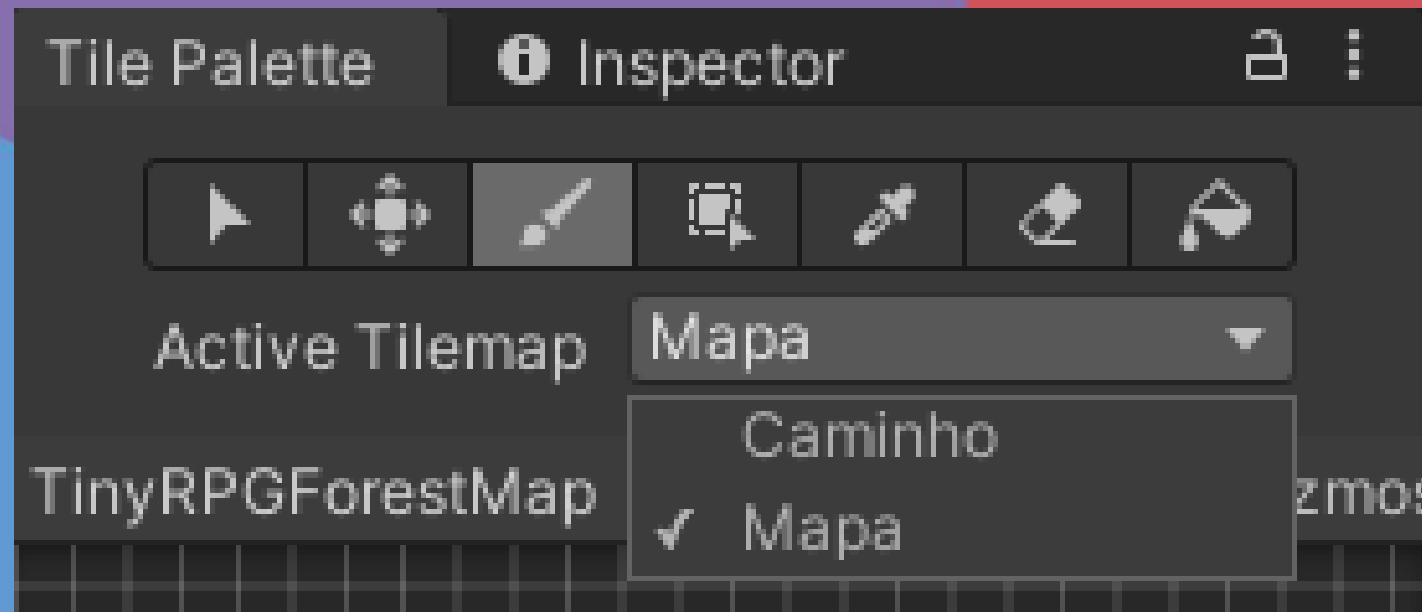 Tile Palette Inspector
Active Tilemap Mapa
Caminho
TinyRPGForestMap
Mapa